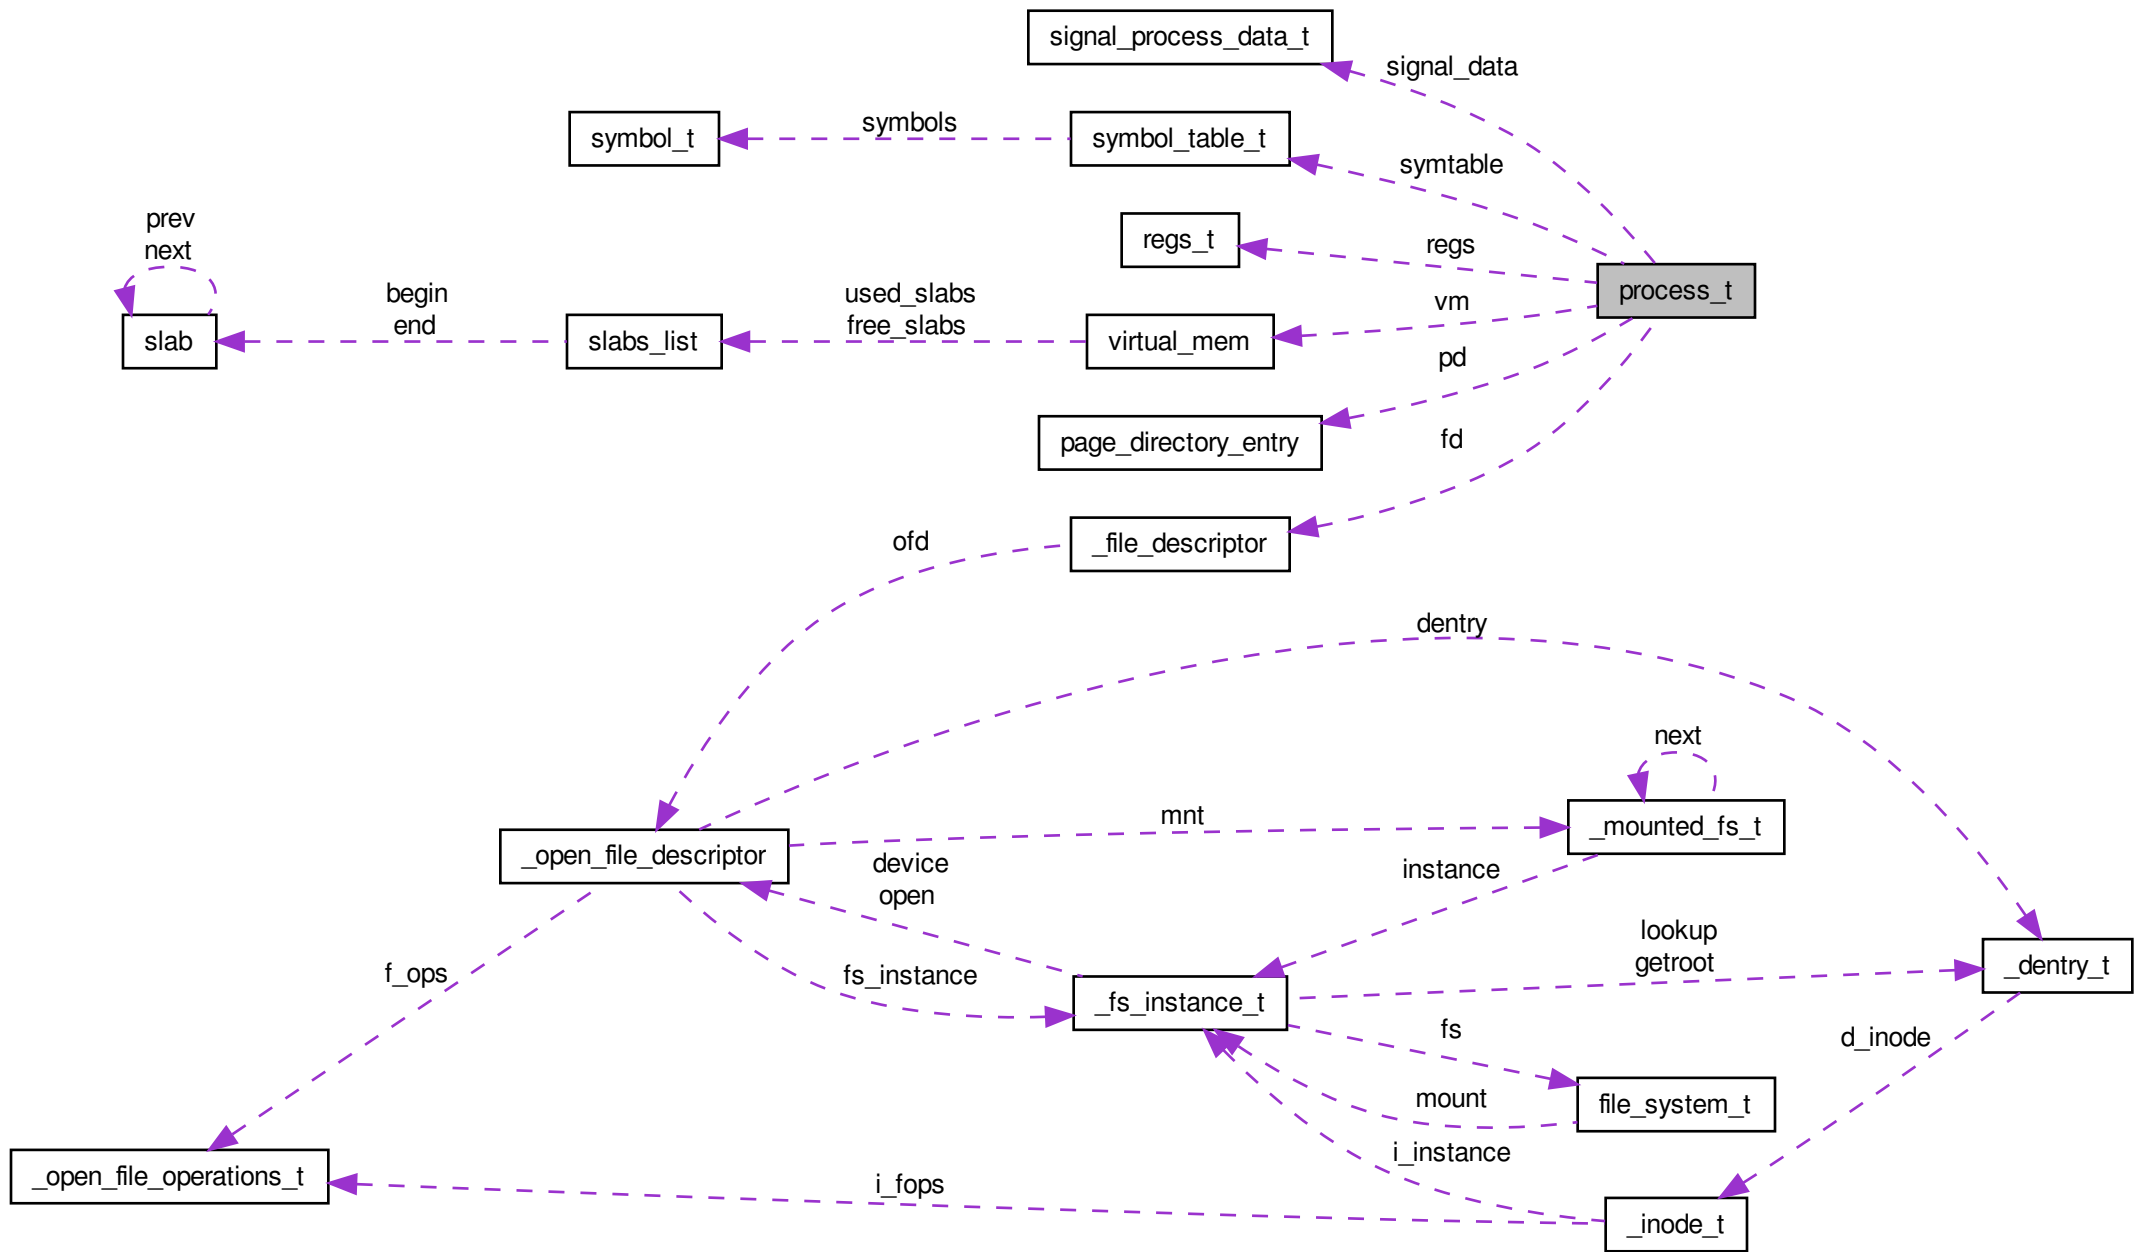 signal_process_data_t
signal_data
symbol_t
symbols
symbol_table_t
symtable
prev
next
regs_t
regs
process_t
begin
end
used_slabs
free_slabs
vm
slab
slabs_list
virtual_mem
pd
page_directory_entry
fd
ofd
_file_descriptor
dentry
next
mnt
_mounted_fs_t
_open_file_descriptor
device
open
instance
lookup
getroot
_dentry_t
f_ops
fs_instance
_fs_instance_t
fs
d_inode
mount
file_system_t
i_instance
_open_file_operations_t
i_fops
_inode_t